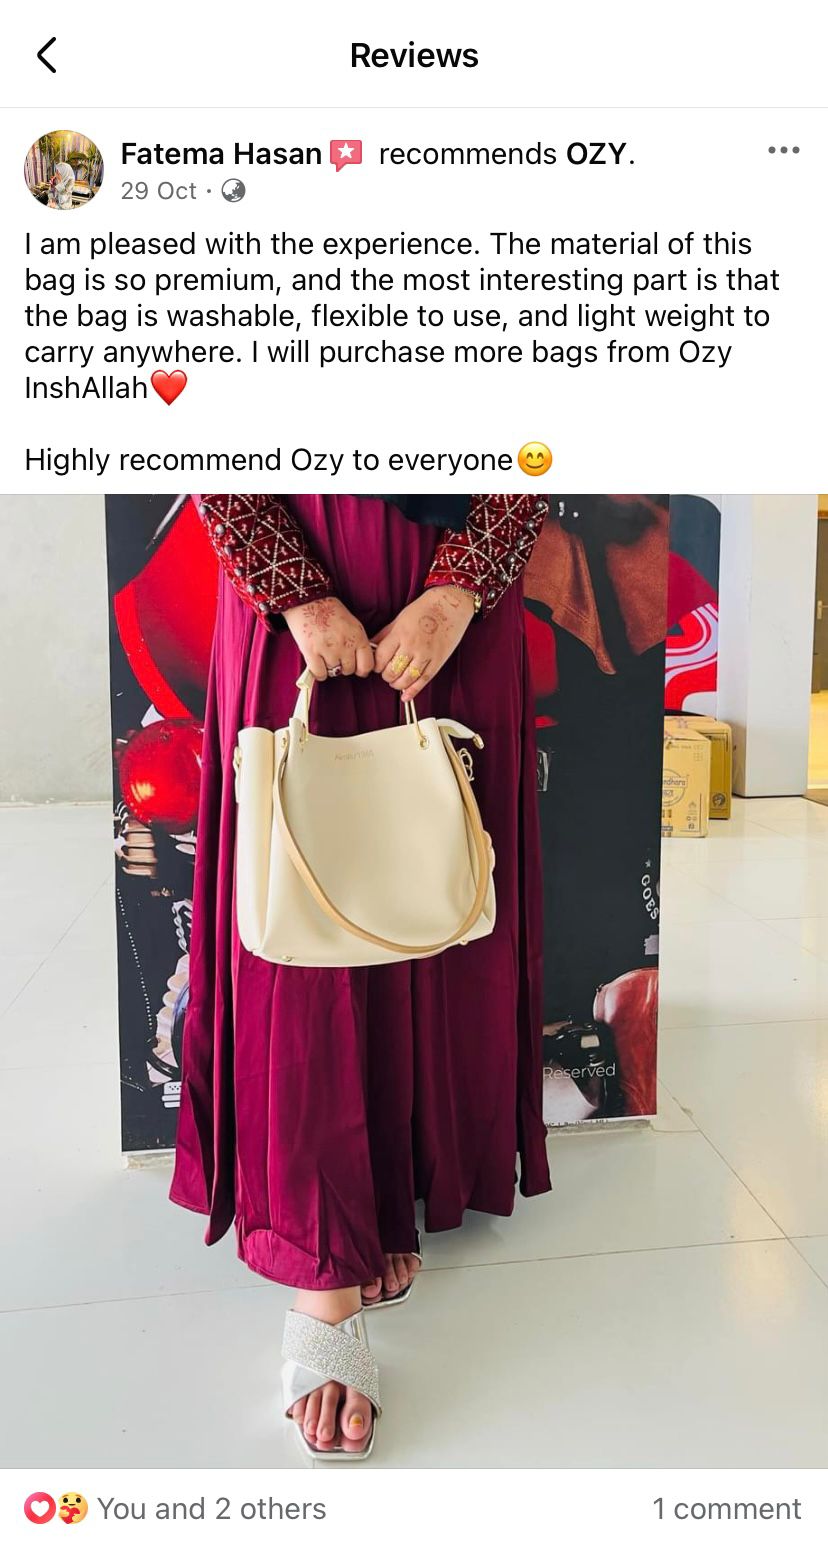 Reviews
Fatema Hasan recommends OZY.
29 Oct ·
I am pleased with the experience. The material of this
bag is so premium, and the most interesting part is that
the bag is washable, flexible to use, and light weight to
carry anywhere. I will purchase more bags from Ozy
InshAllah❤️
Highly recommend Ozy to everyone😊
GOES
Reserved
You and 2 others
1 comment